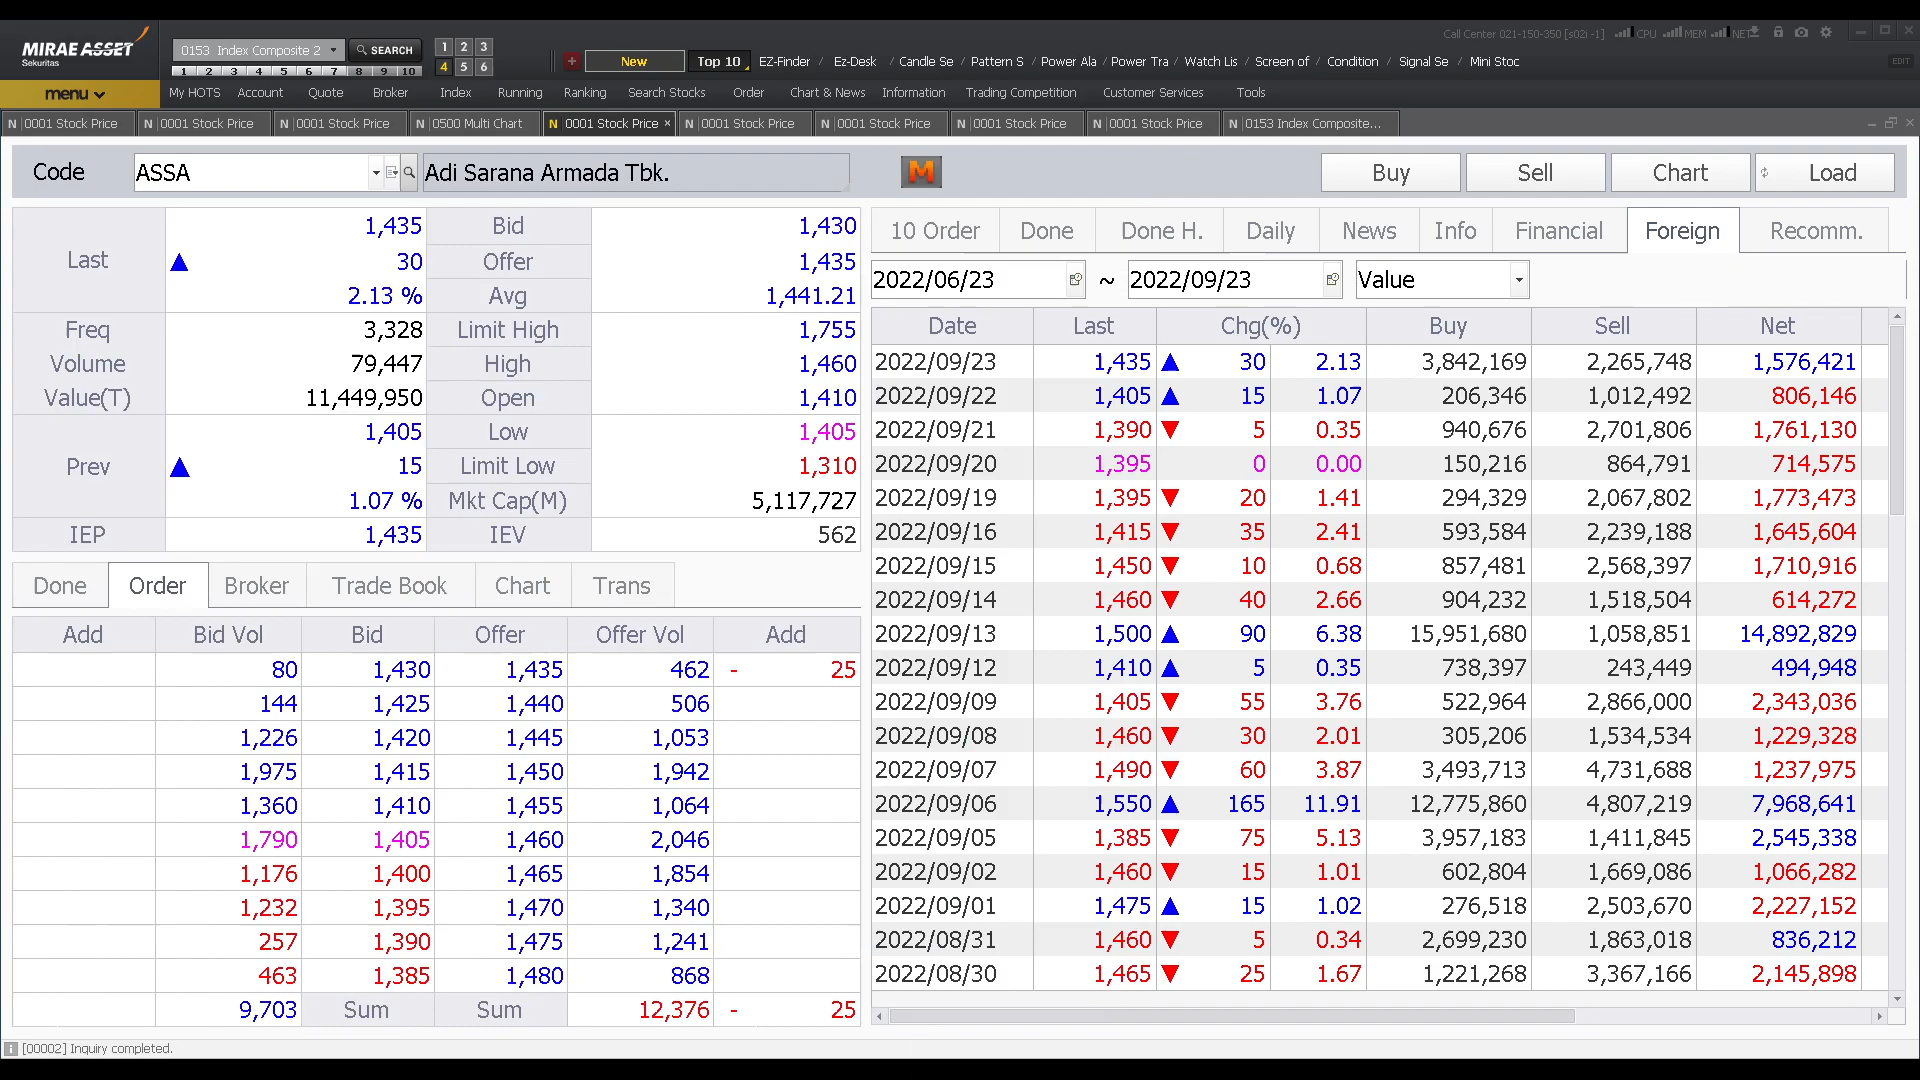 Call Center 021-150-350 [s02i -1] CPU MEM NET
MIRAE ASSET
Sekuritas
0153 Index Composite 2 SEARCH 1 2 3
1 2 3 4 5 6 7 8 9 10 4 5 6
+ New Top 10 EZ-Finder / Ez-Desk / Candle Se / Pattern S / Power Ala / Power Tra / Watch Lis / Screen of / Condition / Signal Se / Mini Stoc EDIT
menu My HOTS Account Quote Broker Index Running Ranking Search Stocks Order Chart & News Information Trading Competition Customer Services Tools
N 0001 Stock Price N 0001 Stock Price N 0001 Stock Price N 0500 Multi Chart N 0001 Stock Price × N 0001 Stock Price N 0001 Stock Price N 0001 Stock Price N 0001 Stock Price N 0153 Index Composite...
Code ASSA Adi Sarana Armada Tbk. M Buy Sell Chart Load
Last 1,435 Bid 1,430
▲ 30 Offer 1,435
2.13 % Avg 1,441.21
Freq 3,328 Limit High 1,755
Volume 79,447 High 1,460
Value(T) 11,449,950 Open 1,410
Prev 1,405 Low 1,405
▲ 15 Limit Low 1,310
1.07 % Mkt Cap(M) 5,117,727
IEP 1,435 IEV 562
Done Order Broker Trade Book Chart Trans
Add Bid Vol Bid Offer Offer Vol Add
80 1,430 1,435 462 - 25
144 1,425 1,440 506
1,226 1,420 1,445 1,053
1,975 1,415 1,450 1,942
1,360 1,410 1,455 1,064
1,790 1,405 1,460 2,046
1,176 1,400 1,465 1,854
1,232 1,395 1,470 1,340
257 1,390 1,475 1,241
463 1,385 1,480 868
9,703 Sum Sum 12,376 - 25
10 Order Done Done H. Daily News Info Financial Foreign Recomm.
2022/06/23 ~ 2022/09/23 Value
Date Last Chg(%) Buy Sell Net
2022/09/23 1,435 ▲ 30 2.13 3,842,169 2,265,748 1,576,421
2022/09/22 1,405 ▲ 15 1.07 206,346 1,012,492 806,146
2022/09/21 1,390 ▼ 5 0.35 940,676 2,701,806 1,761,130
2022/09/20 1,395 0 0.00 150,216 864,791 714,575
2022/09/19 1,395 ▼ 20 1.41 294,329 2,067,802 1,773,473
2022/09/16 1,415 ▼ 35 2.41 593,584 2,239,188 1,645,604
2022/09/15 1,450 ▼ 10 0.68 857,481 2,568,397 1,710,916
2022/09/14 1,460 ▼ 40 2.66 904,232 1,518,504 614,272
2022/09/13 1,500 ▲ 90 6.38 15,951,680 1,058,851 14,892,829
2022/09/12 1,410 ▲ 5 0.35 738,397 243,449 494,948
2022/09/09 1,405 ▼ 55 3.76 522,964 2,866,000 2,343,036
2022/09/08 1,460 ▼ 30 2.01 305,206 1,534,534 1,229,328
2022/09/07 1,490 ▼ 60 3.87 3,493,713 4,731,688 1,237,975
2022/09/06 1,550 ▲ 165 11.91 12,775,860 4,807,219 7,968,641
2022/09/05 1,385 ▼ 75 5.13 3,957,183 1,411,845 2,545,338
2022/09/02 1,460 ▼ 15 1.01 602,804 1,669,086 1,066,282
2022/09/01 1,475 ▲ 15 1.02 276,518 2,503,670 2,227,152
2022/08/31 1,460 ▼ 5 0.34 2,699,230 1,863,018 836,212
2022/08/30 1,465 ▼ 25 1.67 1,221,268 3,367,166 2,145,898
[00002] Inquiry completed.